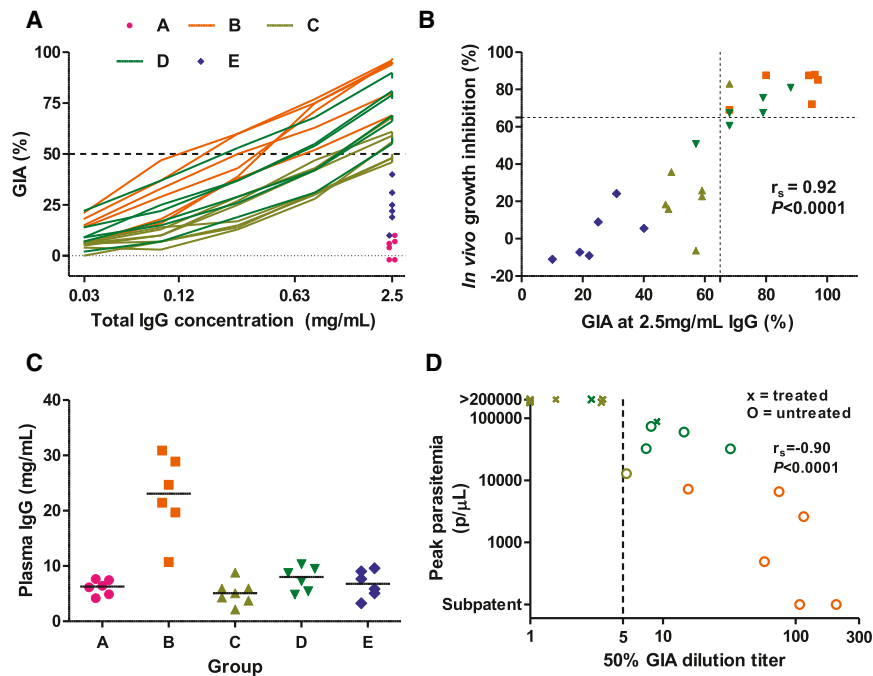 A
A B C
D E
100
75
50
25
0
GIA (%)
0.03 0.12 0.63 2.5
Total IgG concentration (mg/mL)
B
100
80
60
40
20
0
-20
In vivo growth inhibition (%)
rs = 0.92
P<0.0001
0 20 40 60 80 100
GIA at 2.5mg/mL IgG (%)
C
40
30
20
10
0
Plasma IgG (mg/mL)
A B C D E
Group
D
>200000
100000
10000
1000
Subpatent
Peak parasitemia
(p/μL)
x = treated
O = untreated
rs=-0.90
P<0.0001
1 5 10 100 300
50% GIA dilution titer